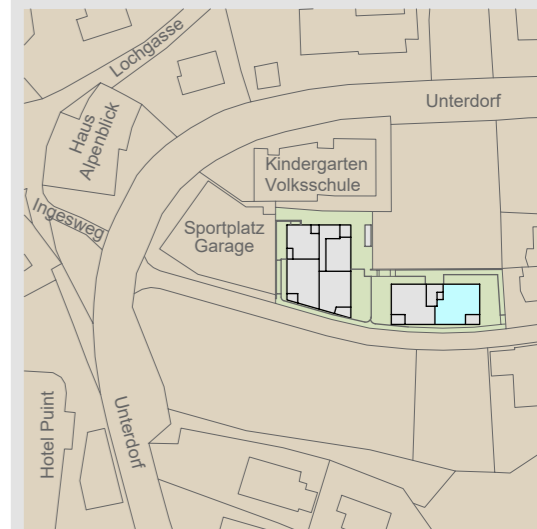 Lochgasse
Unterdorf
Haus
Alpenblick
Kindergarten
Volksschule
Ingesweg
Sportplatz
Garage
Hotel Puint
Unterdorf